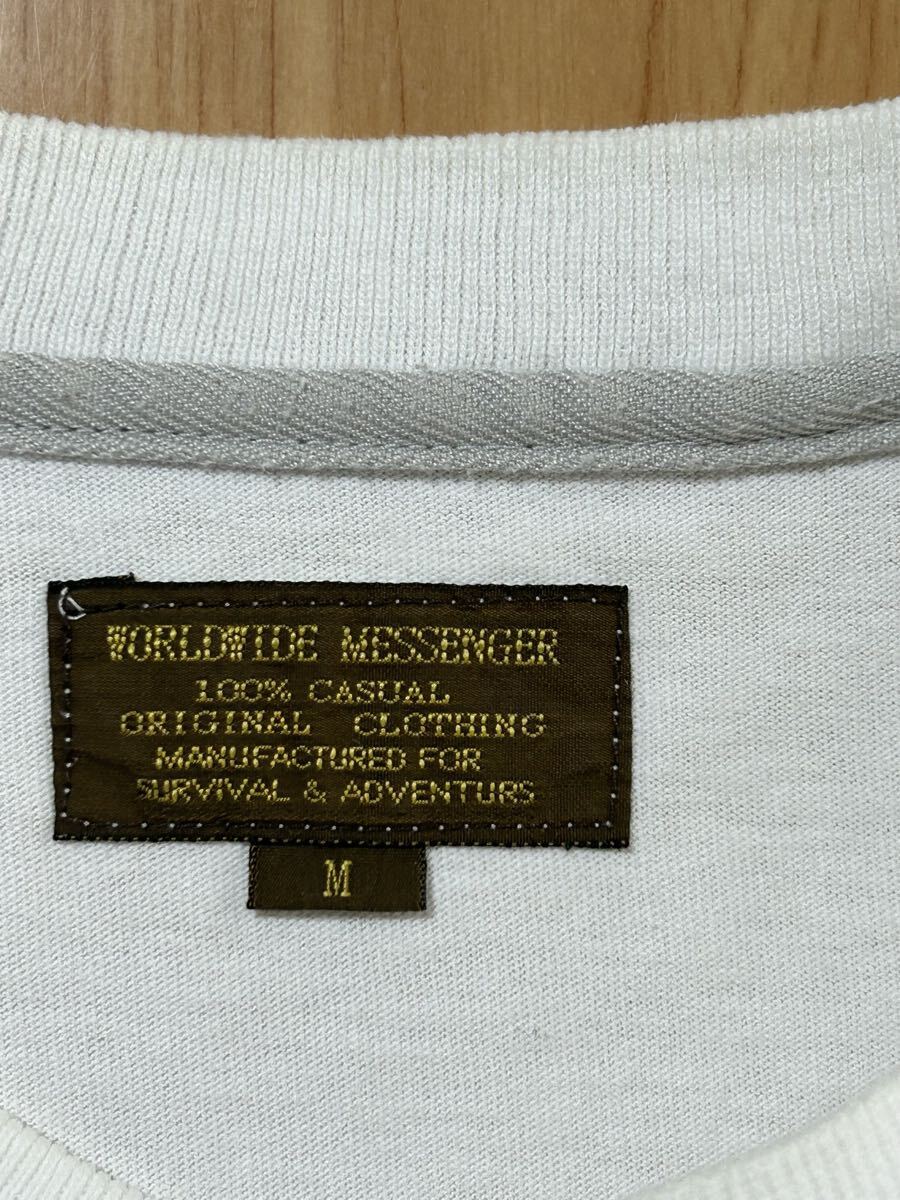 WORLDWIDE MESSENGER
100% CASUAL
ORIGINAL CLOTHING
MANUFACTURED FOR
SURVIVAL & ADVENTURS
M